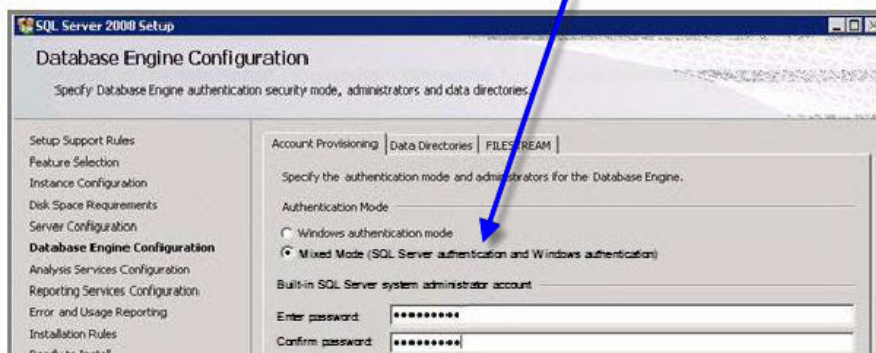 SQL Server 2008 Setup
Database Engine Configuration
Specify Database Engine authentication security mode, administrators and data directories.
Setup Support Rules
Feature Selection
Instance Configuration
Disk Space Requirements
Server Configuration
Database Engine Configuration
Analysis Services Configuration
Reporting Services Configuration
Error and Usage Reporting
Installation Rules
Ready to Install
Account Provisioning Data Directories FILESTREAM
Specify the authentication mode and administrators for the Database Engine.
Authentication Mode
Windows authentication mode
Mixed Mode (SQL Server authentication and Windows authentication)
Built-in SQL Server system administrator account
Enter password: •••••••••
Confirm password: •••••••••